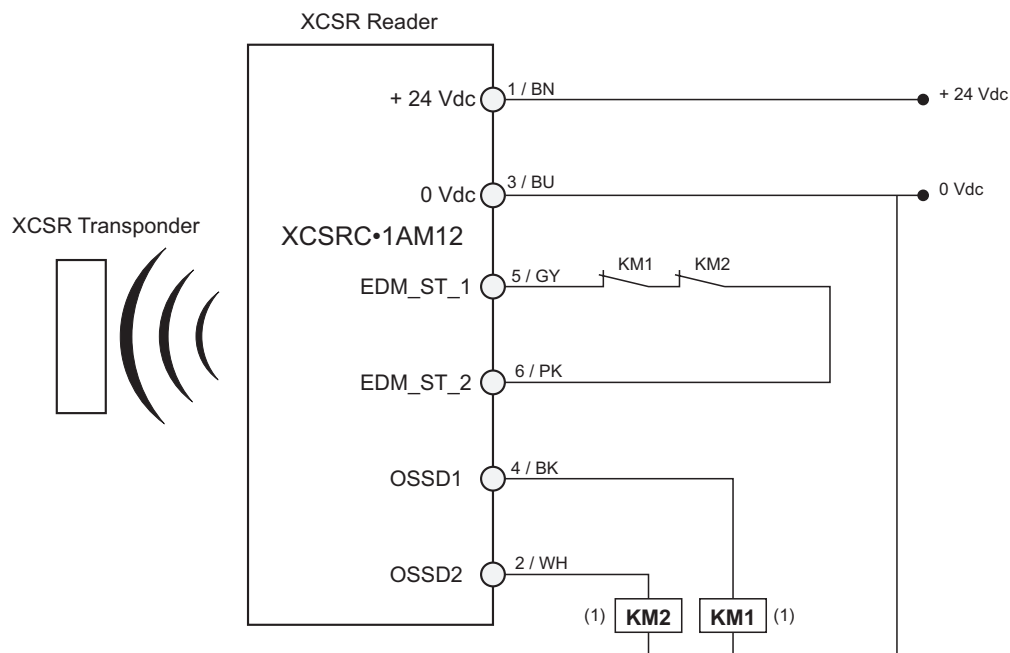 XCSR Reader
+ 24 Vdc
1 / BN
+ 24 Vdc
0 Vdc
3 / BU
0 Vdc
XCSR Transponder
XCSRC•1AM12
EDM_ST_1
5 / GY
KM1
KM2
EDM_ST_2
6 / PK
OSSD1
4 / BK
OSSD2
2 / WH
(1)
KM2
KM1
(1)